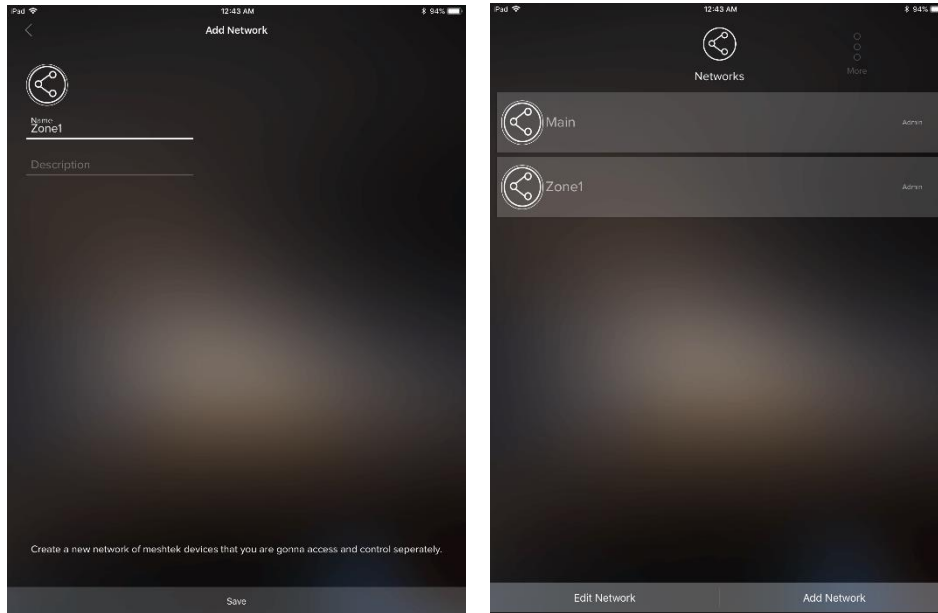 iPad 12:43 AM 94%
Add Network
Name
Zone1
Description
Create a new network of meshtek devices that you are gonna access and control seperately.
Save
iPad 12:43 AM 94%
Networks
More
Main Admin
Zone1 Admin
Edit Network Add Network